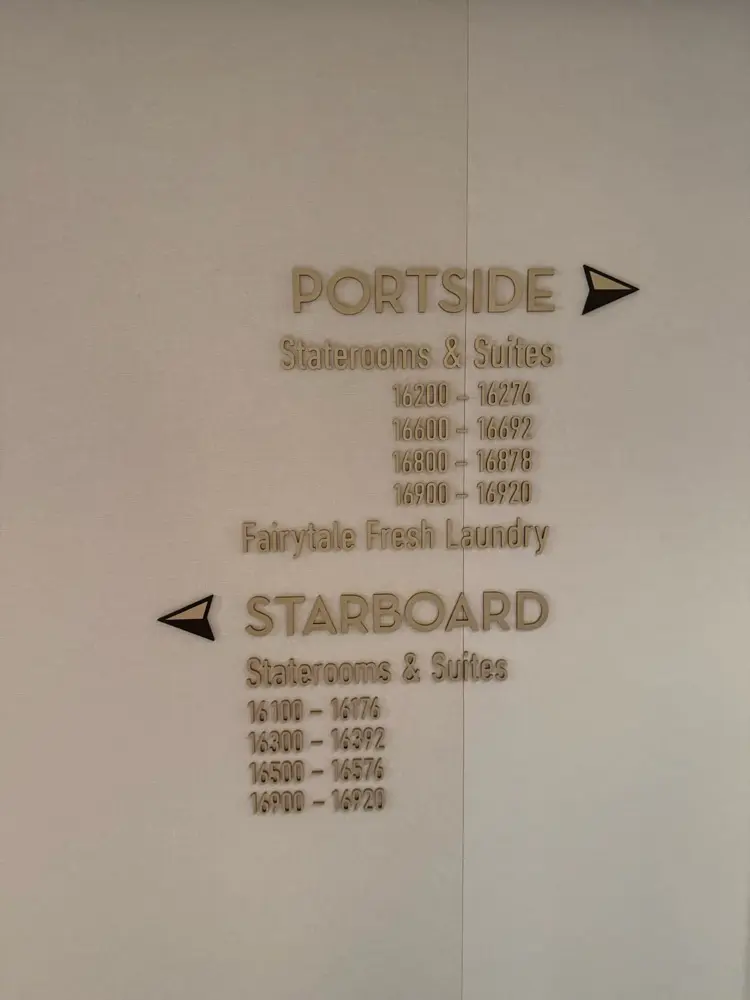 PORTSIDE
Staterooms & Suites
16200 - 16276
16600 - 16692
16800 - 16878
16900 - 16920
Fairytale Fresh Laundry
STARBOARD
Staterooms & Suites
16100 - 16176
16300 - 16392
16500 - 16576
16900 - 16920